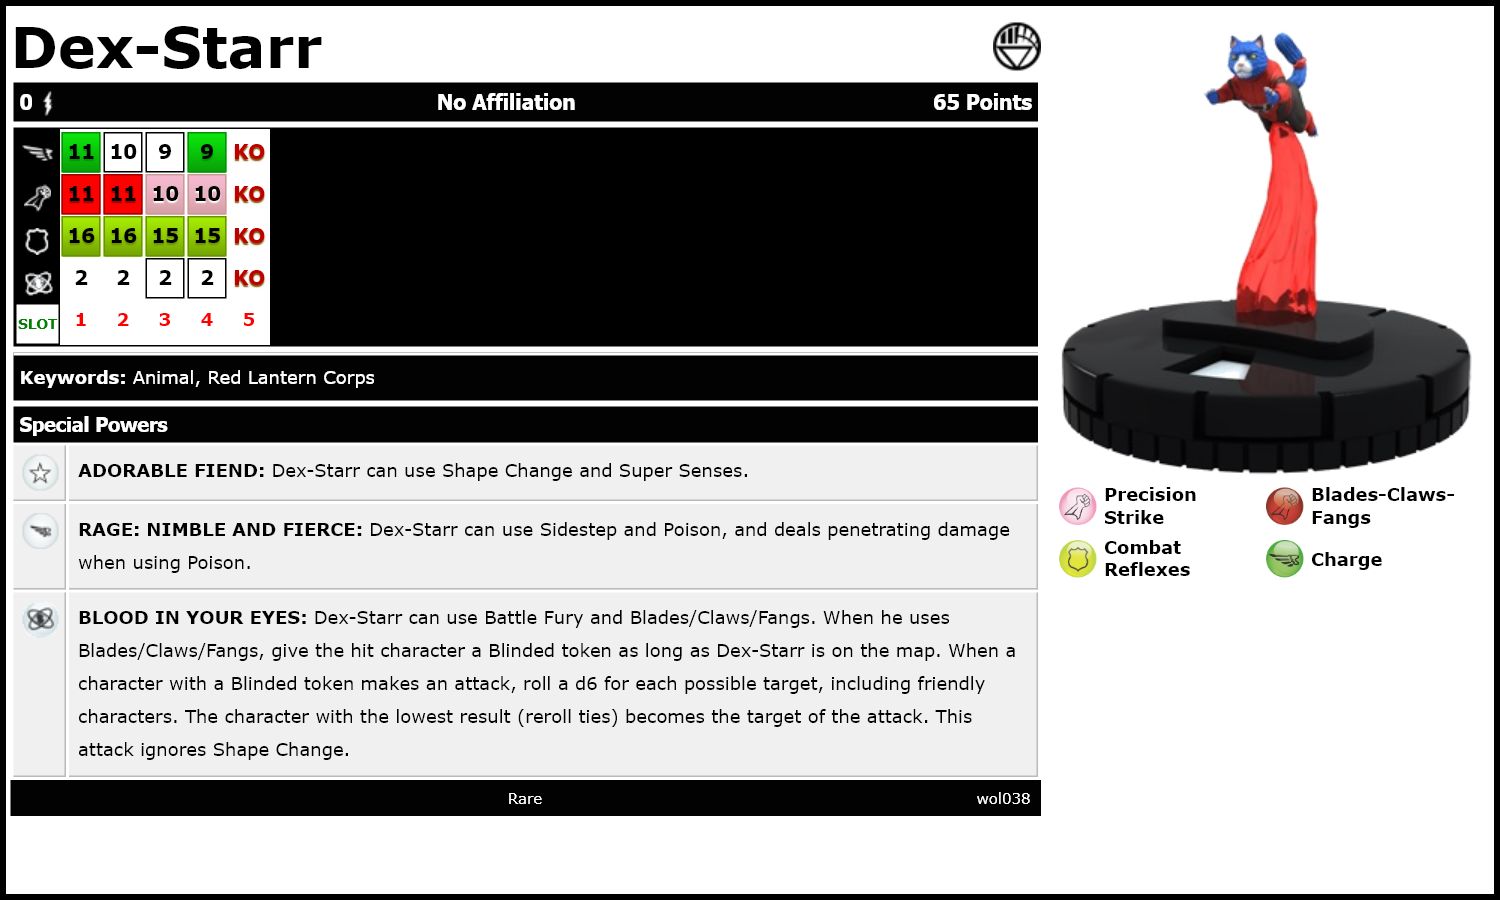 Dex-Starr
0 No Affiliation 65 Points
11 10 9 9 KO
11 11 10 10 KO
16 16 15 15 KO
2 2 2 2 KO
SLOT 1 2 3 4 5
Keywords: Animal, Red Lantern Corps
Special Powers
ADORABLE FIEND: Dex-Starr can use Shape Change and Super Senses.
RAGE: NIMBLE AND FIERCE: Dex-Starr can use Sidestep and Poison, and deals penetrating damage
when using Poison.
BLOOD IN YOUR EYES: Dex-Starr can use Battle Fury and Blades/Claws/Fangs. When he uses
Blades/Claws/Fangs, give the hit character a Blinded token as long as Dex-Starr is on the map. When a
character with a Blinded token makes an attack, roll a d6 for each possible target, including friendly
characters. The character with the lowest result (reroll ties) becomes the target of the attack. This
attack ignores Shape Change.
Rare wol038
Precision
Strike
Blades-Claws-
Fangs
Combat
Reflexes
Charge